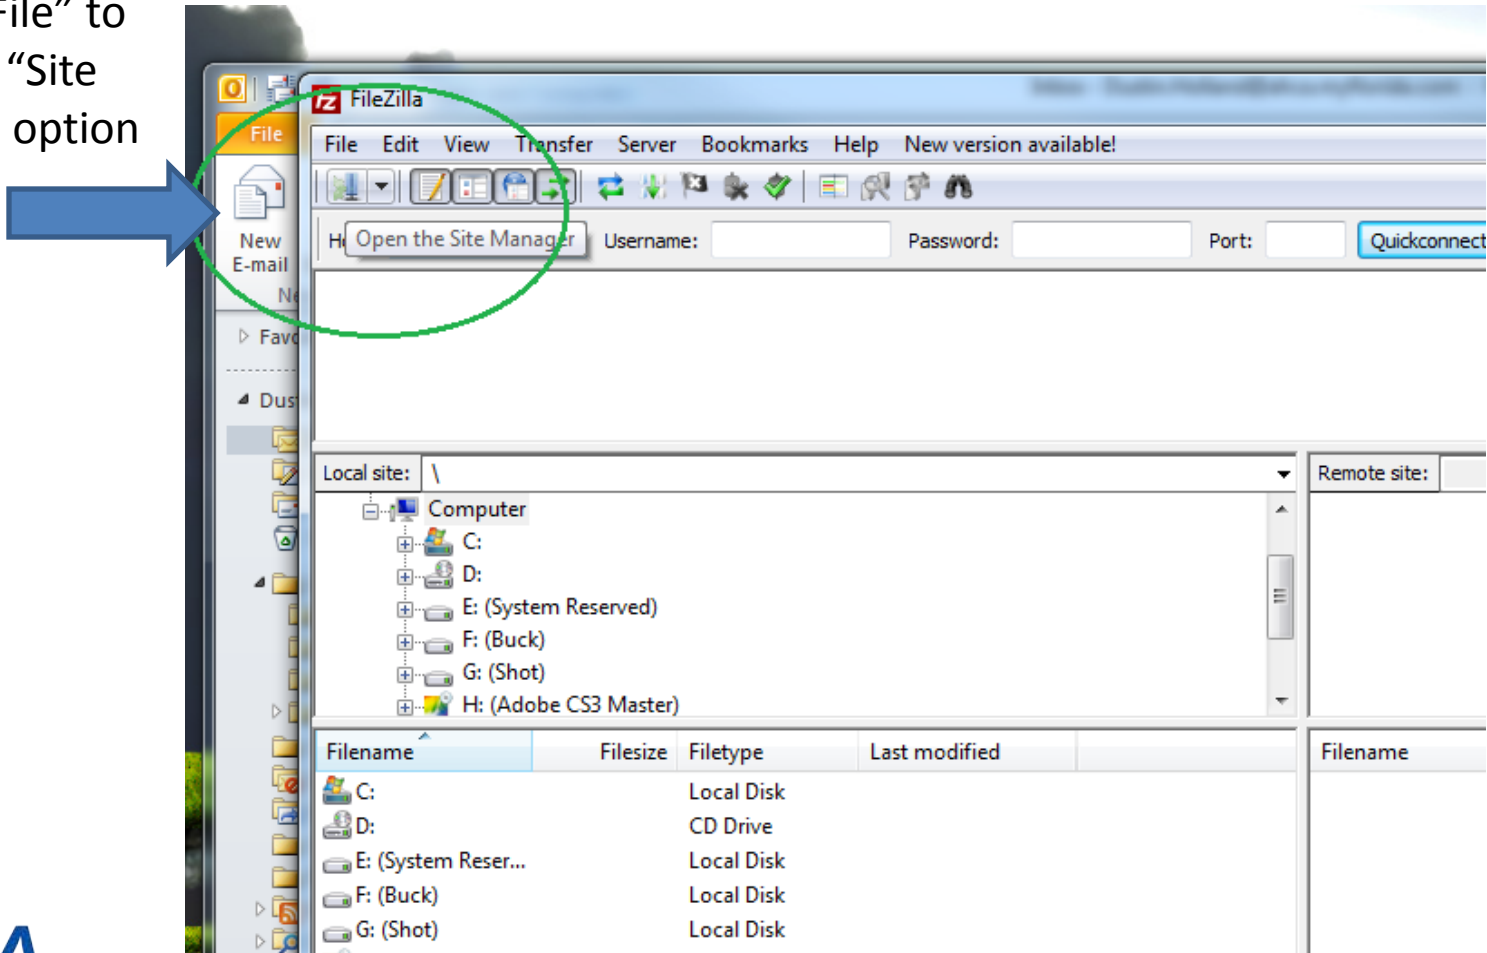 File” to
“Site
option
FileZilla
File
File Edit View Transfer Server Bookmarks Help New version available!
New
E-mail
Open the Site Manager
Username:
Password:
Port:
Quickconnect
Favo
Dus
Local site: \
Remote site:
Computer
C:
D:
E: (System Reserved)
F: (Buck)
G: (Shot)
H: (Adobe CS3 Master)
Filename Filesize Filetype Last modified
Filename
C: Local Disk
D: CD Drive
E: (System Reser... Local Disk
F: (Buck) Local Disk
G: (Shot) Local Disk